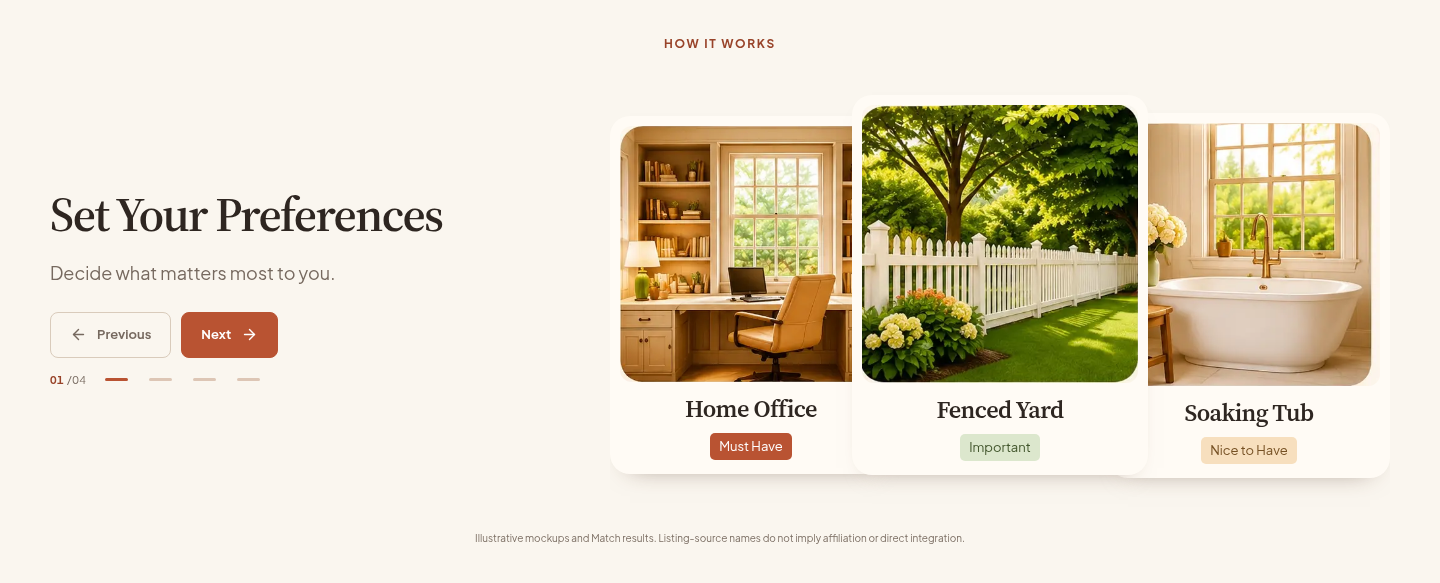 HOW IT WORKS
Set Your Preferences
Decide what matters most to you.
Previous
Next
01 /04
Home Office
Must Have
Fenced Yard
Important
Soaking Tub
Nice to Have
Illustrative mockups and Match results. Listing-source names do not imply affiliation or direct integration.